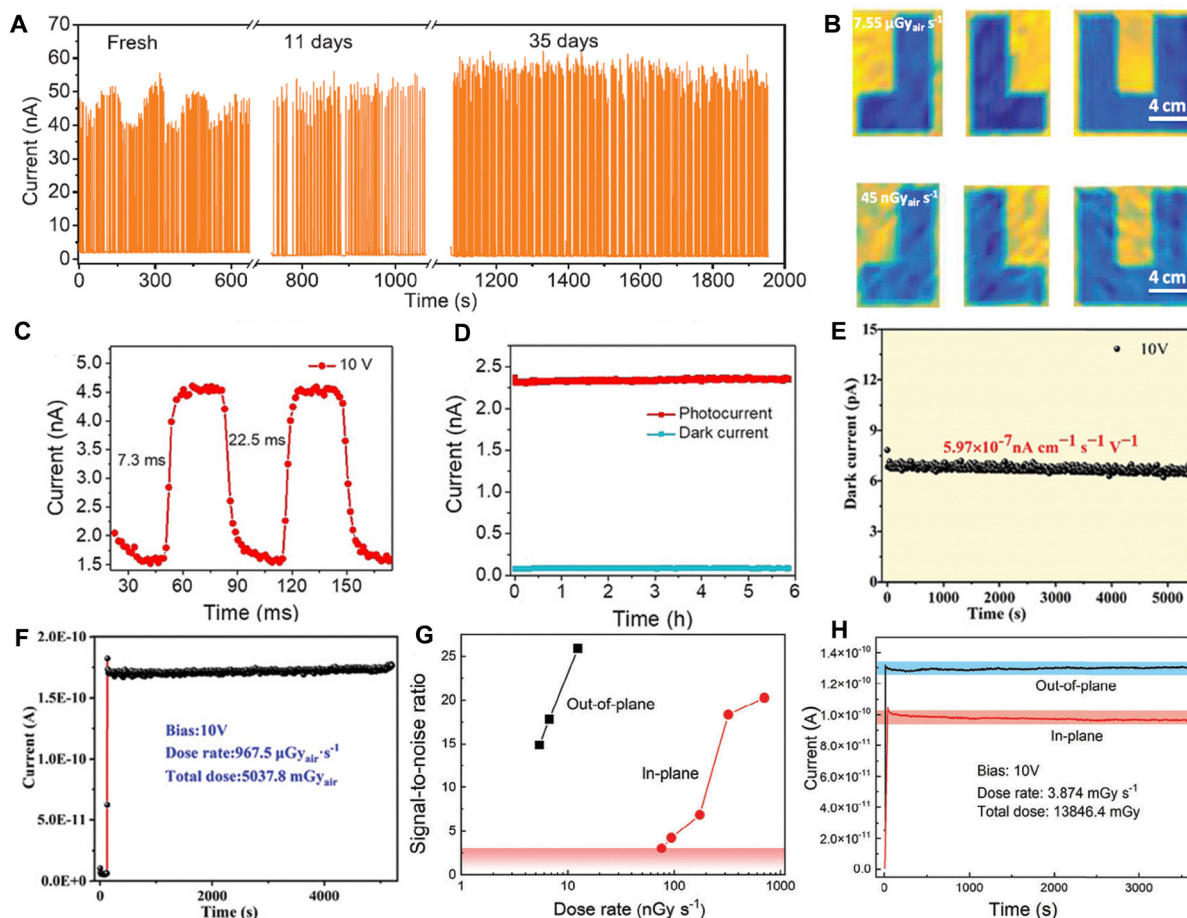 A
Fresh
11 days
35 days
Current (nA)
70
60
50
40
30
20
10
0
0 300 600 1200 1400 1600 1800 2000
Time (s)
B
7.55 μGyair s⁻¹
4 cm
45 nGyair s⁻¹
4 cm
C
10 V
7.3 ms
22.5 ms
Current (nA)
5.0
4.5
4.0
3.5
3.0
2.5
2.0
1.5
30 60 90 120 150
Time (ms)
D
Photocurrent
Dark current
Current (nA)
2.5
2.0
1.5
1.0
0.5
0.0
0 1 2 3 4 5 6
Time (h)
E
10V
5.97×10⁻⁷ nA cm⁻¹ s⁻¹ V⁻¹
Dark current (pA)
15
12
9
6
3
0
0 1000 2000 3000 4000 5000
Time (s)
F
Bias:10V
Dose rate:967.5 μGyair·s⁻¹
Total dose:5037.8 mGyair
Current (A)
2.0E-10
1.5E-10
1.0E-10
5.0E-11
0.0E+0
0 2000 4000
Time (s)
G
Out-of-plane
In-plane
Signal-to-noise ratio
25
20
15
10
5
0
1 10 100 1000
Dose rate (nGy s⁻¹)
H
Out-of-plane
In-plane
Bias: 10V
Dose rate: 3.874 mGy s⁻¹
Total dose: 13846.4 mGy
Current (A)
1.4×10⁻¹⁰
1.2×10⁻¹⁰
1.0×10⁻¹⁰
8.0×10⁻¹¹
6.0×10⁻¹¹
4.0×10⁻¹¹
2.0×10⁻¹¹
0.0
0 1000 2000 3000
Time (s)